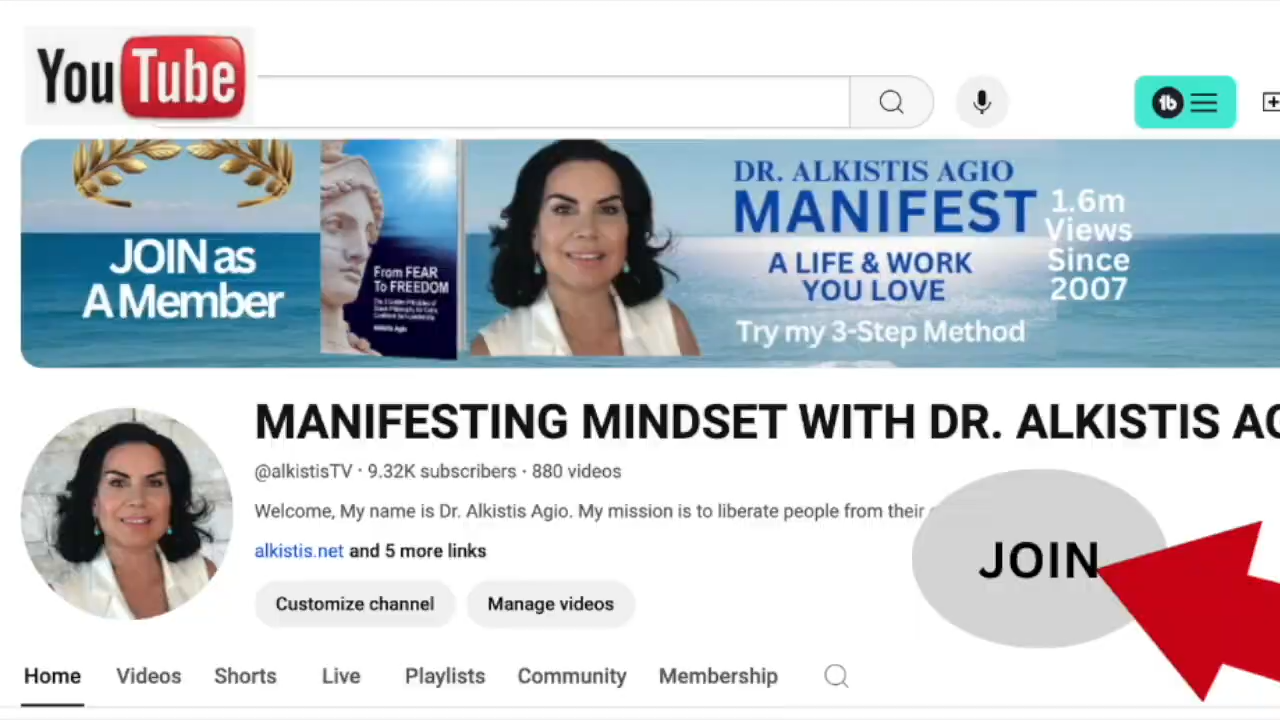 YouTube
JOIN as
A Member
From FEAR
To FREEDOM
DR. ALKISTIS AGIO
MANIFEST
A LIFE & WORK
YOU LOVE
Try my 3-Step Method
1.6m
Views
Since
2007
MANIFESTING MINDSET WITH DR. ALKISTIS AG
@alkistisTV · 9.32K subscribers · 880 videos
Welcome, My name is Dr. Alkistis Agio. My mission is to liberate people from their
alkistis.net and 5 more links
JOIN
Customize channel
Manage videos
Home Videos Shorts Live Playlists Community Membership